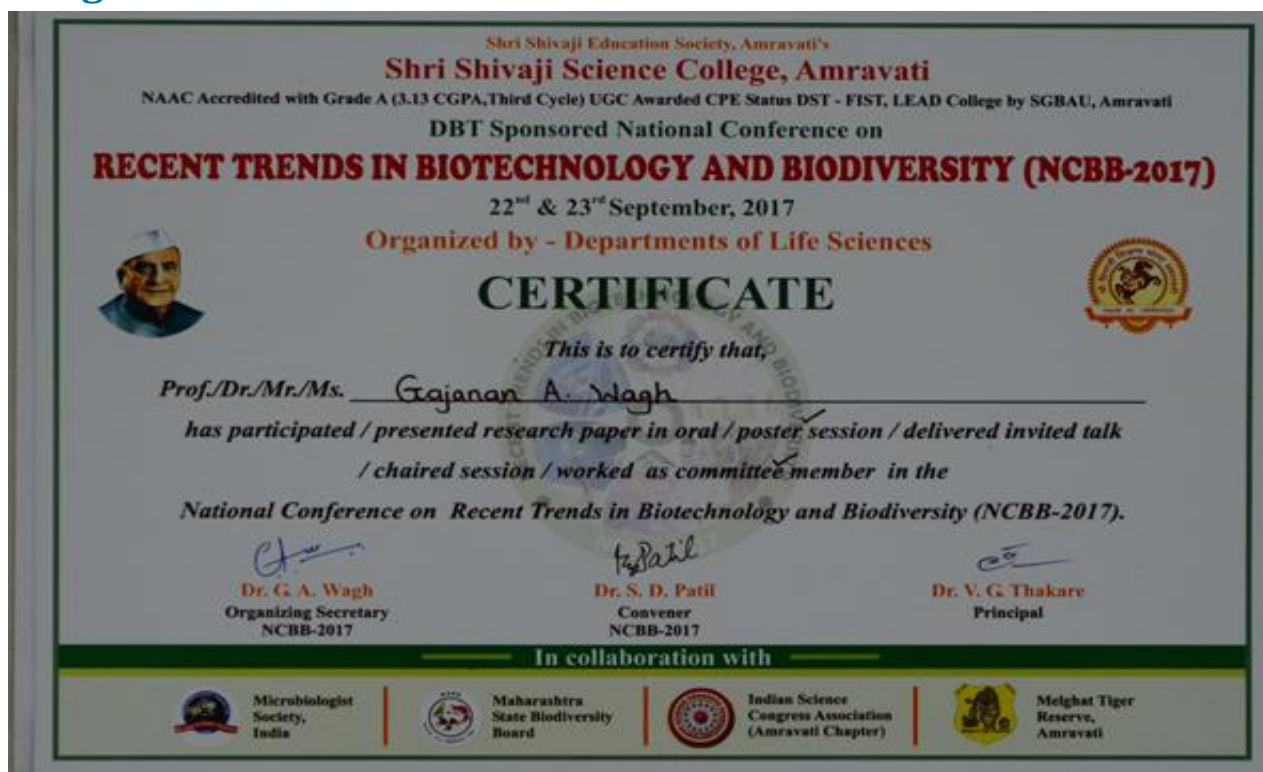 Shri Shivaji Education Society, Amravati's
Shri Shivaji Science College, Amravati
NAAC Accredited with Grade A (3.13 CGPA,Third Cycle) UGC Awarded CPE Status DST - FIST, LEAD College by SGBAU, Amravati
DBT Sponsored National Conference on
RECENT TRENDS IN BIOTECHNOLOGY AND BIODIVERSITY (NCBB-2017)
22nd & 23rd September, 2017
Organized by - Departments of Life Sciences
CERTIFICATE
This is to certify that,
Prof./Dr./Mr./Ms. Gajanan A. Wagh
has participated / presented research paper in oral / poster session / delivered invited talk
/ chaired session / worked as committee member in the
National Conference on Recent Trends in Biotechnology and Biodiversity (NCBB-2017).
Dr. G. A. Wagh
Organizing Secretary
NCBB-2017
Patil
Dr. S. D. Patil
Convener
NCBB-2017
Dr. V. G. Thakare
Principal
In collaboration with
Microbiologist
Society,
India
Maharashtra
State Biodiversity
Board
Indian Science
Congress Association
(Amravati Chapter)
Melghat Tiger
Reserve,
Amravati